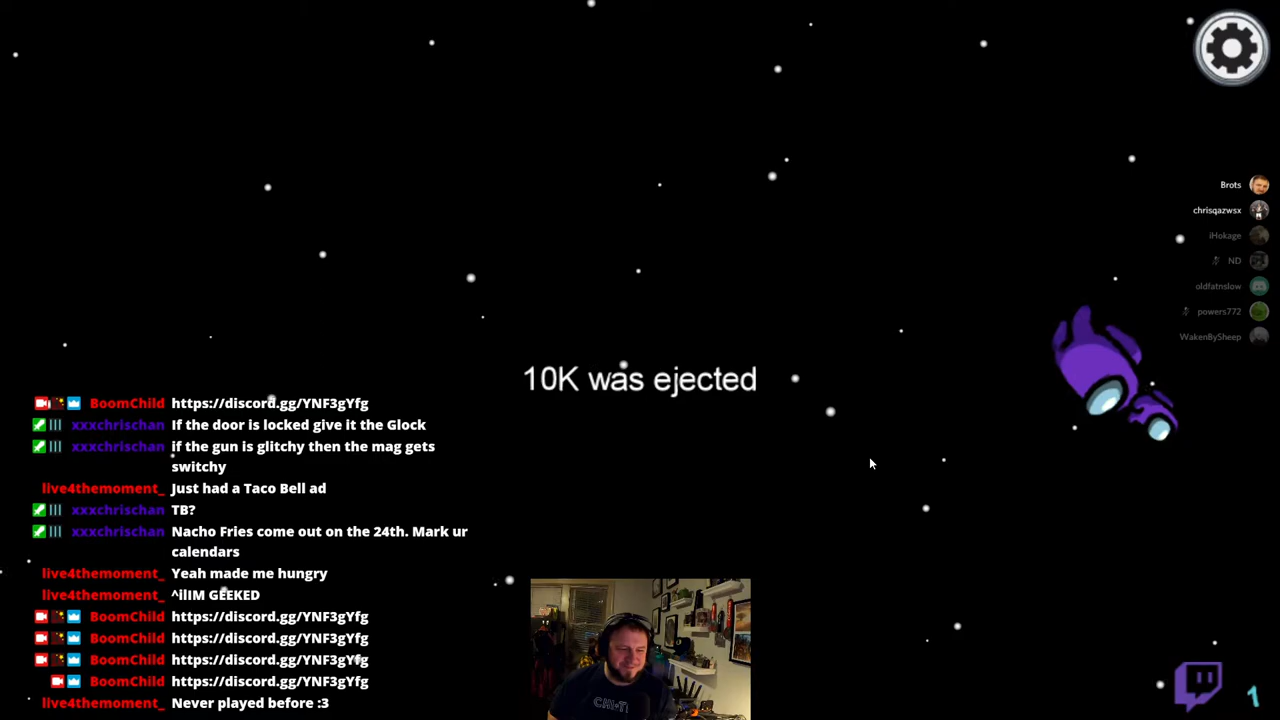 Brots
chrisqazwsx
iHokage
ND
oldfatnslow
powers772
WakenBySheep
10K was ejected
BoomChild https://discord.gg/YNF3gYfg
xxxchrischan If the door is locked give it the Glock
xxxchrischan if the gun is glitchy then the mag gets
switchy
live4themoment_ Just had a Taco Bell ad
xxxchrischan TB?
xxxchrischan Nacho Fries come out on the 24th. Mark ur
calendars
live4themoment_ Yeah made me hungry
live4themoment_ ^ilIM GEEKED
BoomChild https://discord.gg/YNF3gYfg
BoomChild https://discord.gg/YNF3gYfg
BoomChild https://discord.gg/YNF3gYfg
BoomChild https://discord.gg/YNF3gYfg
live4themoment_ Never played before :3
1